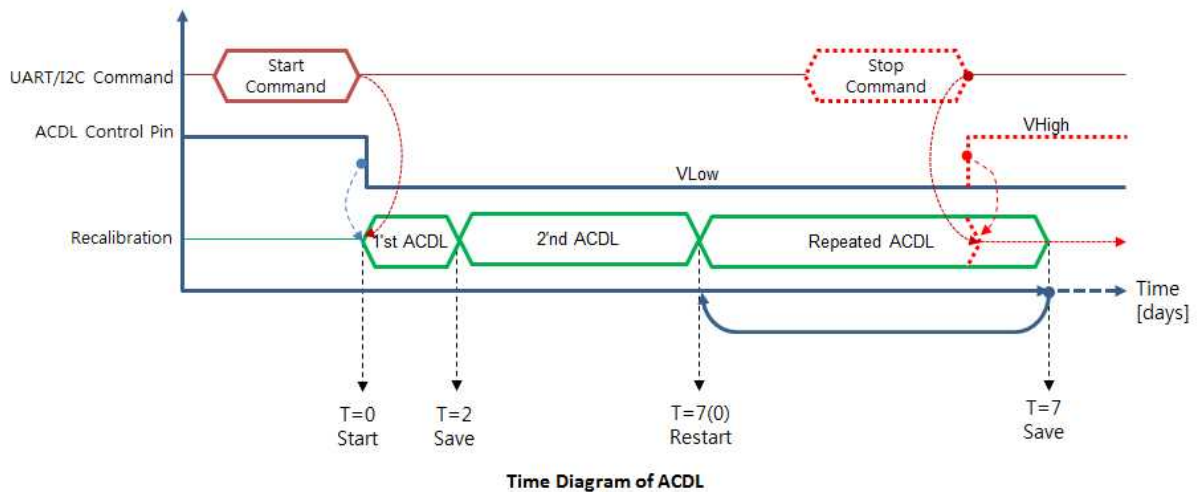 Start
Command
Stop
Command
UART/I2C Command
ACDL Control Pin
VHigh
VLow
Recalibration
1'st ACDL
2'nd ACDL
Repeated ACDL
Time
[days]
T=0
Start
T=2
Save
T=7(0)
Restart
T=7
Save
Time Diagram of ACDL